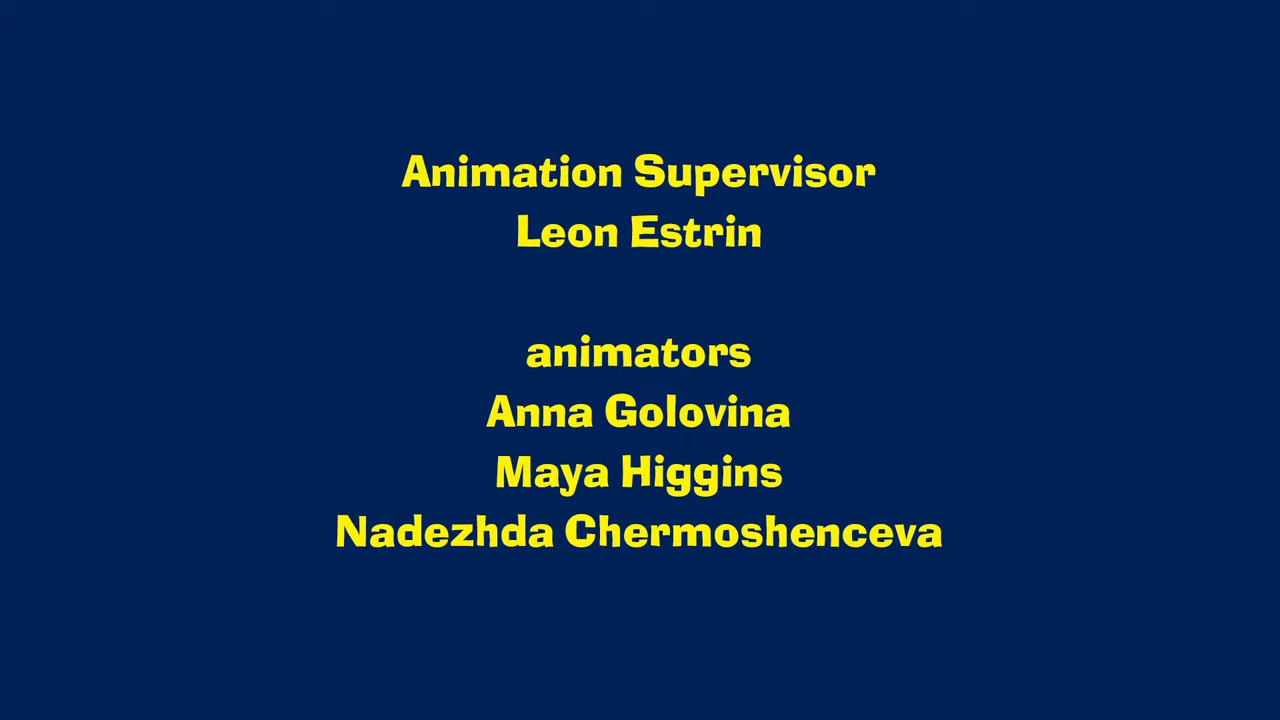 Animation Supervisor
Leon Estrin
animators
Anna Golovina
Maya Higgins
Nadezhda Chermoshenceva